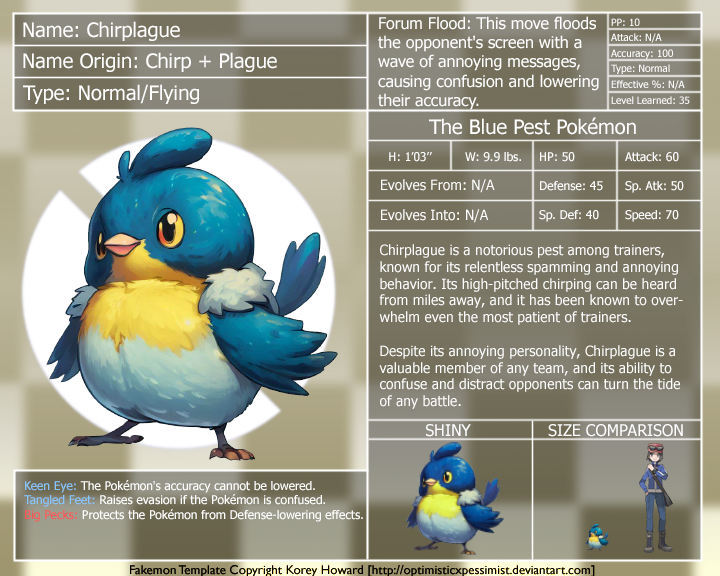 Name: Chirplague
Name Origin: Chirp + Plague
Type: Normal/Flying
Forum Flood: This move floods
the opponent's screen with a
wave of annoying messages,
causing confusion and lowering
their accuracy.
PP: 10
Attack: N/A
Accuracy: 100
Type: Normal
Effective %: N/A
Level Learned: 35
The Blue Pest Pokémon
H: 1'03"
W: 9.9 lbs.
HP: 50
Attack: 60
Evolves From: N/A
Defense: 45
Sp. Atk: 50
Evolves Into: N/A
Sp. Def: 40
Speed: 70
Chirplague is a notorious pest among trainers,
known for its relentless spamming and annoying
behavior. Its high-pitched chirping can be heard
from miles away, and it has been known to over-
whelm even the most patient of trainers.
Despite its annoying personality, Chirplague is a
valuable member of any team, and its ability to
confuse and distract opponents can turn the tide
of any battle.
SHINY
SIZE COMPARISON
Keen Eye: The Pokémon's accuracy cannot be lowered.
Tangled Feet: Raises evasion if the Pokémon is confused.
Big Pecks: Protects the Pokémon from Defense-lowering effects.
Fakemon Template Copyright Korey Howard [http://optimisticxpessimist.deviantart.com]